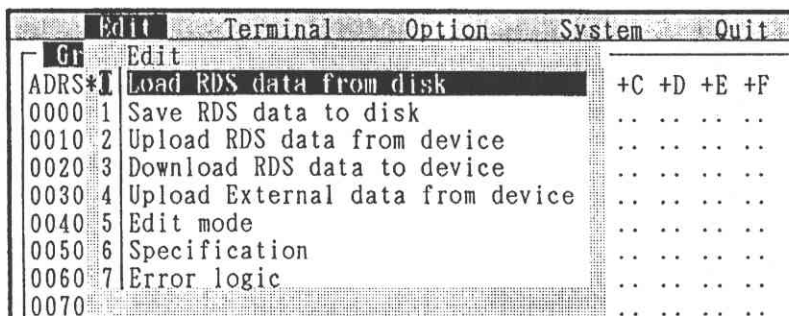 Edit Terminal Option System Quit
Gr Edit
ADRS* Load RDS data from disk +C +D +E +F
0000 1 Save RDS data to disk .. .. .. ..
0010 2 Upload RDS data from device .. .. .. ..
0020 3 Download RDS data to device .. .. .. ..
0030 4 Upload External data from device .. .. .. ..
0040 5 Edit mode .. .. .. ..
0050 6 Specification .. .. .. ..
0060 7 Error logic .. .. .. ..
0070 .. .. .. ..